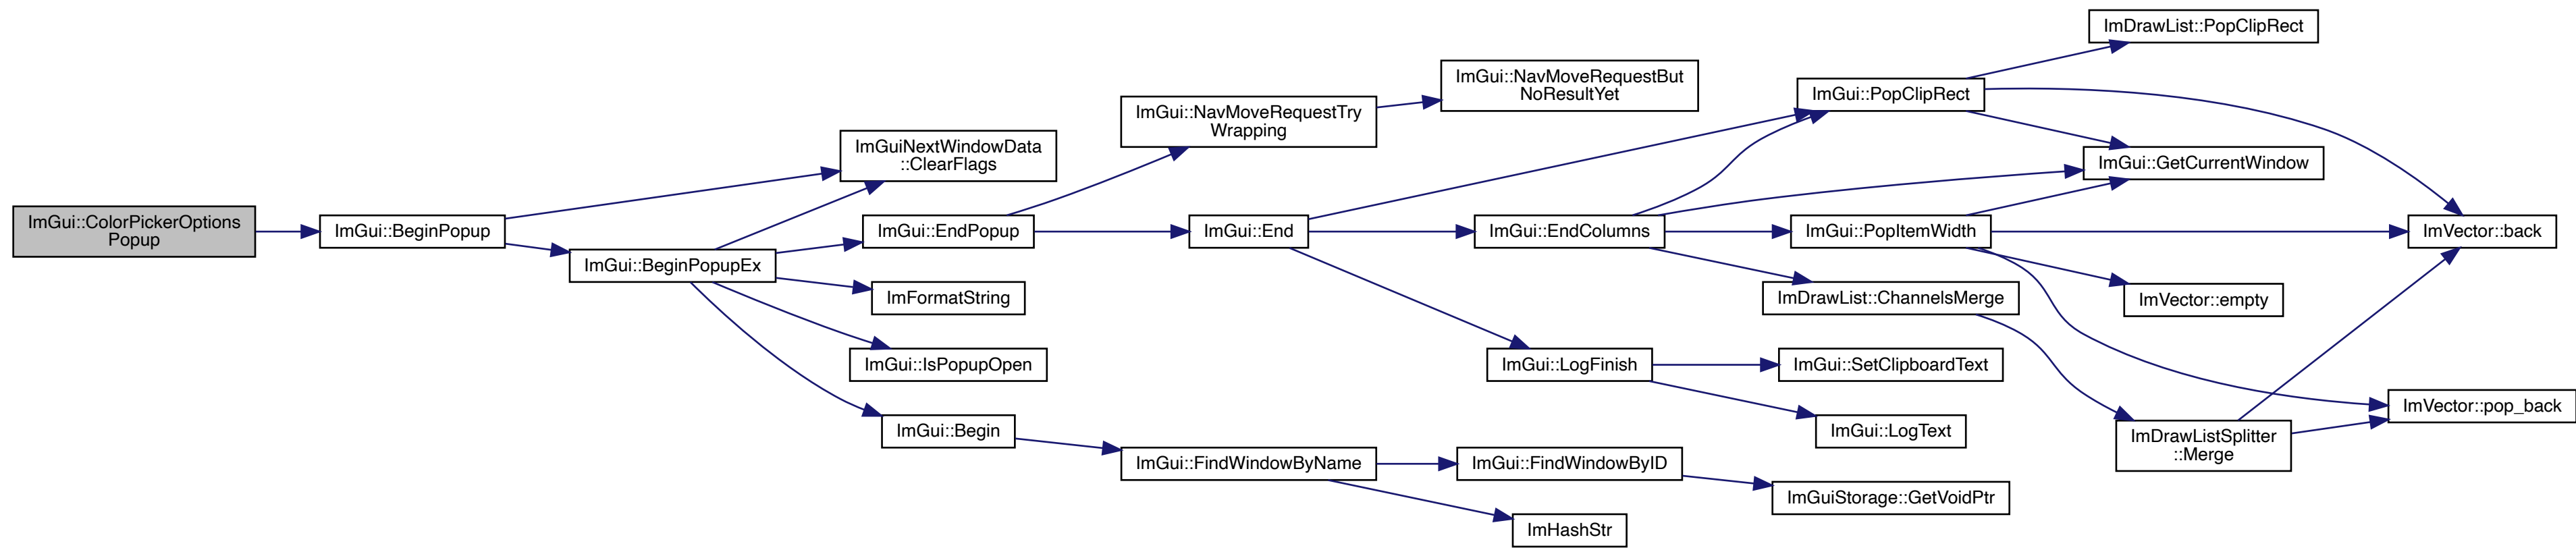 ImGui::ColorPickerOptions
Popup
ImGui::BeginPopup
ImGuiNextWindowData
::ClearFlags
ImGui::BeginPopupEx
ImGui::EndPopup
ImFormatString
ImGui::IsPopupOpen
ImGui::Begin
ImGui::NavMoveRequestTry
Wrapping
ImGui::NavMoveRequestBut
NoResultYet
ImGui::End
ImGui::EndColumns
ImGui::LogFinish
ImGui::FindWindowByName
ImGui::FindWindowByID
ImHashStr
ImGui::PopClipRect
ImGui::PopItemWidth
ImDrawList::ChannelsMerge
ImGui::SetClipboardText
ImGui::LogText
ImGuiStorage::GetVoidPtr
ImDrawList::PopClipRect
ImGui::GetCurrentWindow
ImVector::back
ImVector::empty
ImVector::pop_back
ImDrawListSplitter
::Merge